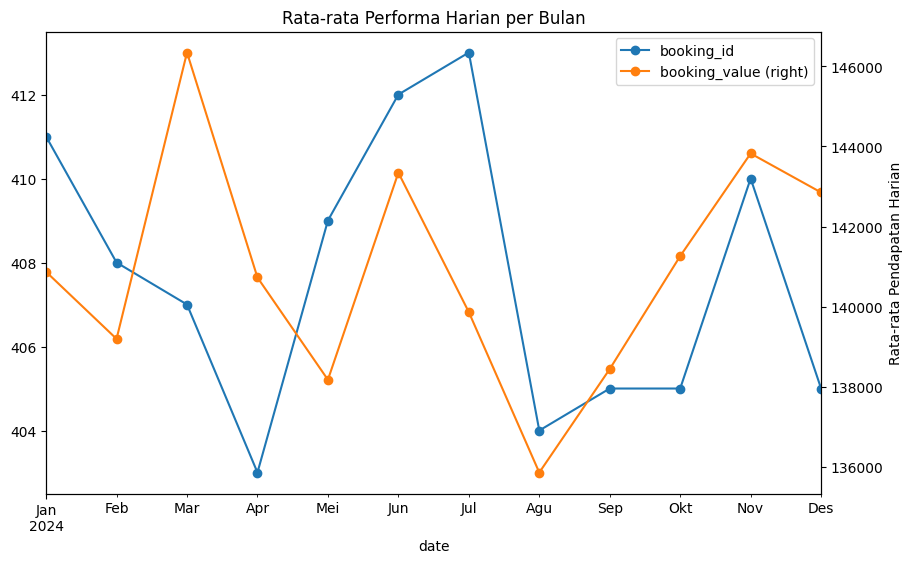 Rata-rata Performa Harian per Bulan
booking_id
booking_value (right)
412
410
408
406
404
146000
144000
142000
140000
138000
136000
Rata-rata Pendapatan Harian
Jan Feb Mar Apr Mei Jun Jul Agu Sep Okt Nov Des
2024
date